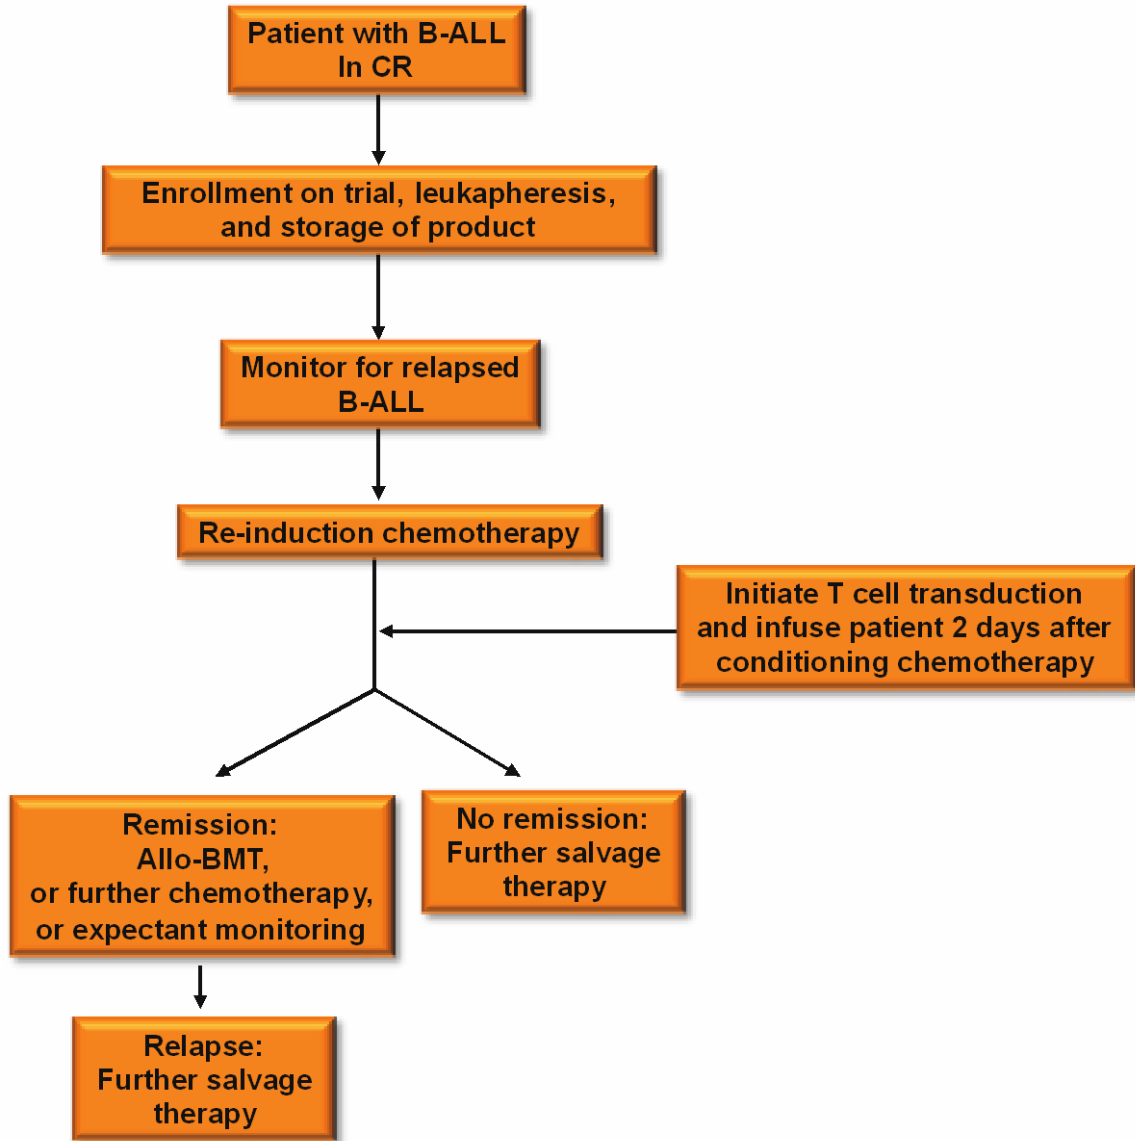 Patient with B-ALL
In CR
Enrollment on trial, leukapheresis,
and storage of product
Monitor for relapsed
B-ALL
Re-induction chemotherapy
Initiate T cell transduction
and infuse patient 2 days after
conditioning chemotherapy
Remission:
Allo-BMT,
or further chemotherapy,
or expectant monitoring
No remission:
Further salvage
therapy
Relapse:
Further salvage
therapy